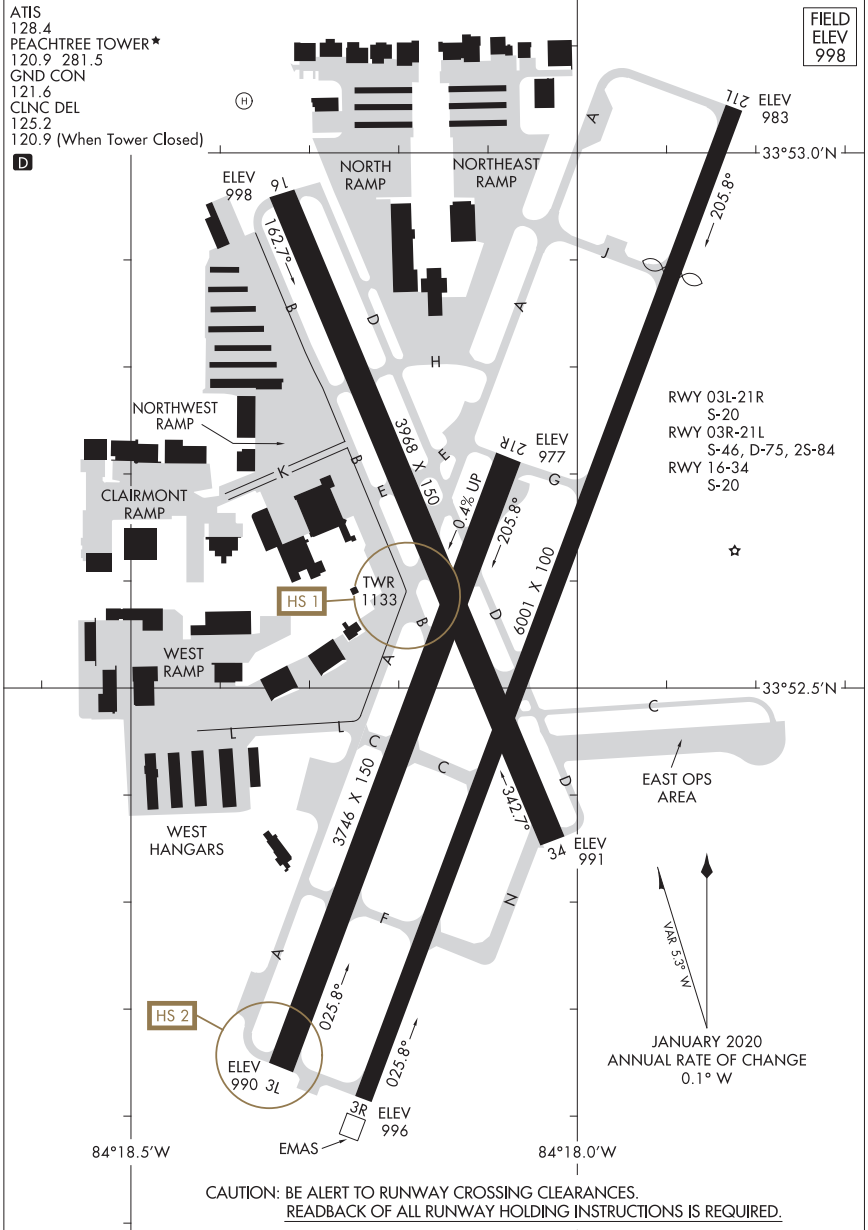 ATIS
128.4
PEACHTREE TOWER★
120.9 281.5
GND CON
121.6
CLNC DEL
125.2
120.9 (When Tower Closed)
D
FIELD
ELEV
998
H
21L
ELEV
983
A
33°53.0'N
NORTH
RAMP
NORTHEAST
RAMP
205.8°
ELEV
998
16
162.7°
J
B
D
A
H
RWY 03L-21R
S-20
RWY 03R-21L
S-46, D-75, 2S-84
RWY 16-34
S-20
NORTHWEST
RAMP
3968 X 150
21R
ELEV
977
E
B
K
G
E
0.4% UP
205.8°
CLAIRMONT
RAMP
6001 X 100
HS 1
TWR
1133
B
D
A
WEST
RAMP
33°52.5'N
L
L
C
C
C
D
342.7°
EAST OPS
AREA
3746 X 150
WEST
HANGARS
34
ELEV
991
N
F
A
VAR 5.3° W
025.8°
HS 2
025.8°
ELEV
990
3L
JANUARY 2020
ANNUAL RATE OF CHANGE
0.1° W
3R
ELEV
996
EMAS
84°18.5'W
84°18.0'W
CAUTION: BE ALERT TO RUNWAY CROSSING CLEARANCES.
READBACK OF ALL RUNWAY HOLDING INSTRUCTIONS IS REQUIRED.